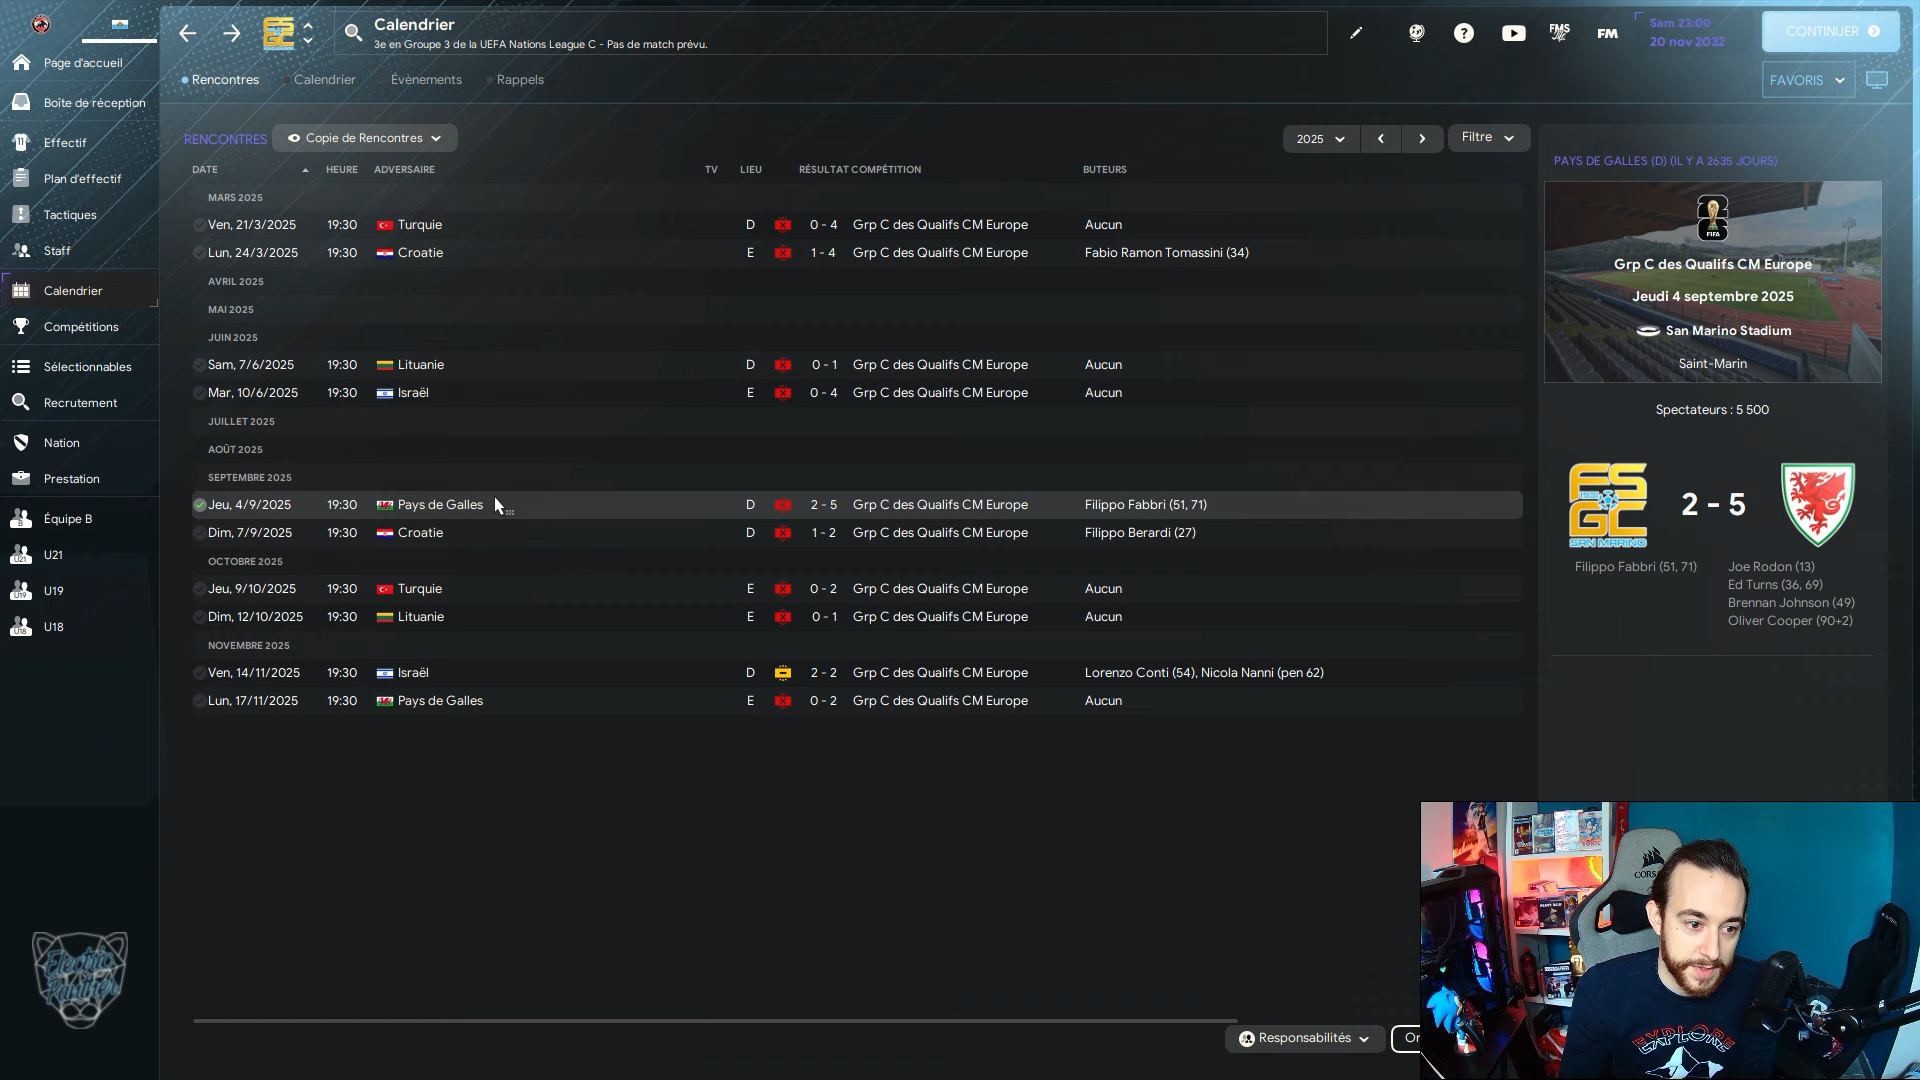 Calendrier
3e en Groupe 3 de la UEFA Nations League C - Pas de match prévu.
FMS
FM
Sam 23:00
20 nov 2032
CONTINUER
Rencontres
Calendrier
Évènements
Rappels
FAVORIS
Page d'accueil
Boîte de réception
Effectif
Plan d'effectif
Tactiques
Staff
Calendrier
Compétitions
Sélectionnables
Recrutement
Nation
Prestation
B Équipe B
U21 U21
U19 U19
U18 U18
Electric Panther
RENCONTRES
Copie de Rencontres
2025
Filtre
DATE HEURE ADVERSAIRE TV LIEU RÉSULTAT COMPÉTITION BUTEURS
MARS 2025
Ven, 21/3/2025 19:30 Turquie D 0 - 4 Grp C des Qualifs CM Europe Aucun
Lun, 24/3/2025 19:30 Croatie E 1 - 4 Grp C des Qualifs CM Europe Fabio Ramon Tomassini (34)
AVRIL 2025
MAI 2025
JUIN 2025
Sam, 7/6/2025 19:30 Lituanie D 0 - 1 Grp C des Qualifs CM Europe Aucun
Mar, 10/6/2025 19:30 Israël E 0 - 4 Grp C des Qualifs CM Europe Aucun
JUILLET 2025
AOÛT 2025
SEPTEMBRE 2025
Jeu, 4/9/2025 19:30 Pays de Galles D 2 - 5 Grp C des Qualifs CM Europe Filippo Fabbri (51, 71)
Dim, 7/9/2025 19:30 Croatie D 1 - 2 Grp C des Qualifs CM Europe Filippo Berardi (27)
OCTOBRE 2025
Jeu, 9/10/2025 19:30 Turquie E 0 - 2 Grp C des Qualifs CM Europe Aucun
Dim, 12/10/2025 19:30 Lituanie E 0 - 1 Grp C des Qualifs CM Europe Aucun
NOVEMBRE 2025
Ven, 14/11/2025 19:30 Israël D 2 - 2 Grp C des Qualifs CM Europe Lorenzo Conti (54), Nicola Nanni (pen 62)
Lun, 17/11/2025 19:30 Pays de Galles E 0 - 2 Grp C des Qualifs CM Europe Aucun
Responsabilités
Or
PAYS DE GALLES (D) (IL Y A 2635 JOURS)
FIFA
Grp C des Qualifs CM Europe
Jeudi 4 septembre 2025
San Marino Stadium
Saint-Marin
Spectateurs : 5 500
FSGC
SAN MARINO
2 - 5
Filippo Fabbri (51, 71)
Joe Rodon (13)
Ed Turns (36, 69)
Brennan Johnson (49)
Oliver Cooper (90+2)
CORS
EXPLORE